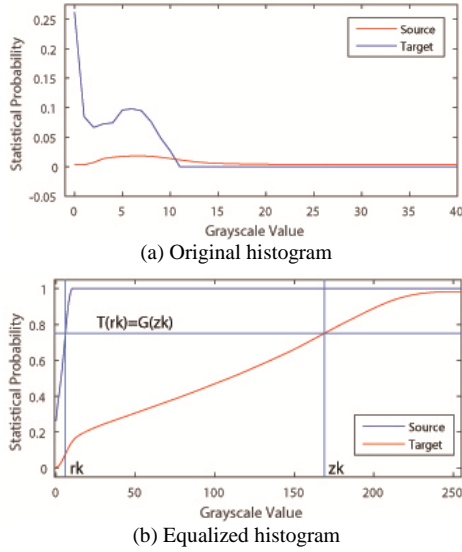 0.25
0.2
0.15
0.1
0.05
0
-0.05
Statistical Probability
Source
Target
0 5 10 15 20 25 30 35 40
Grayscale Value
(a) Original histogram
1
0.8
0.6
0.4
0.2
0
Statistical Probability
T(rk)=G(zk)
Source
Target
rk zk
0 50 100 150 200 250
Grayscale Value
(b) Equalized histogram